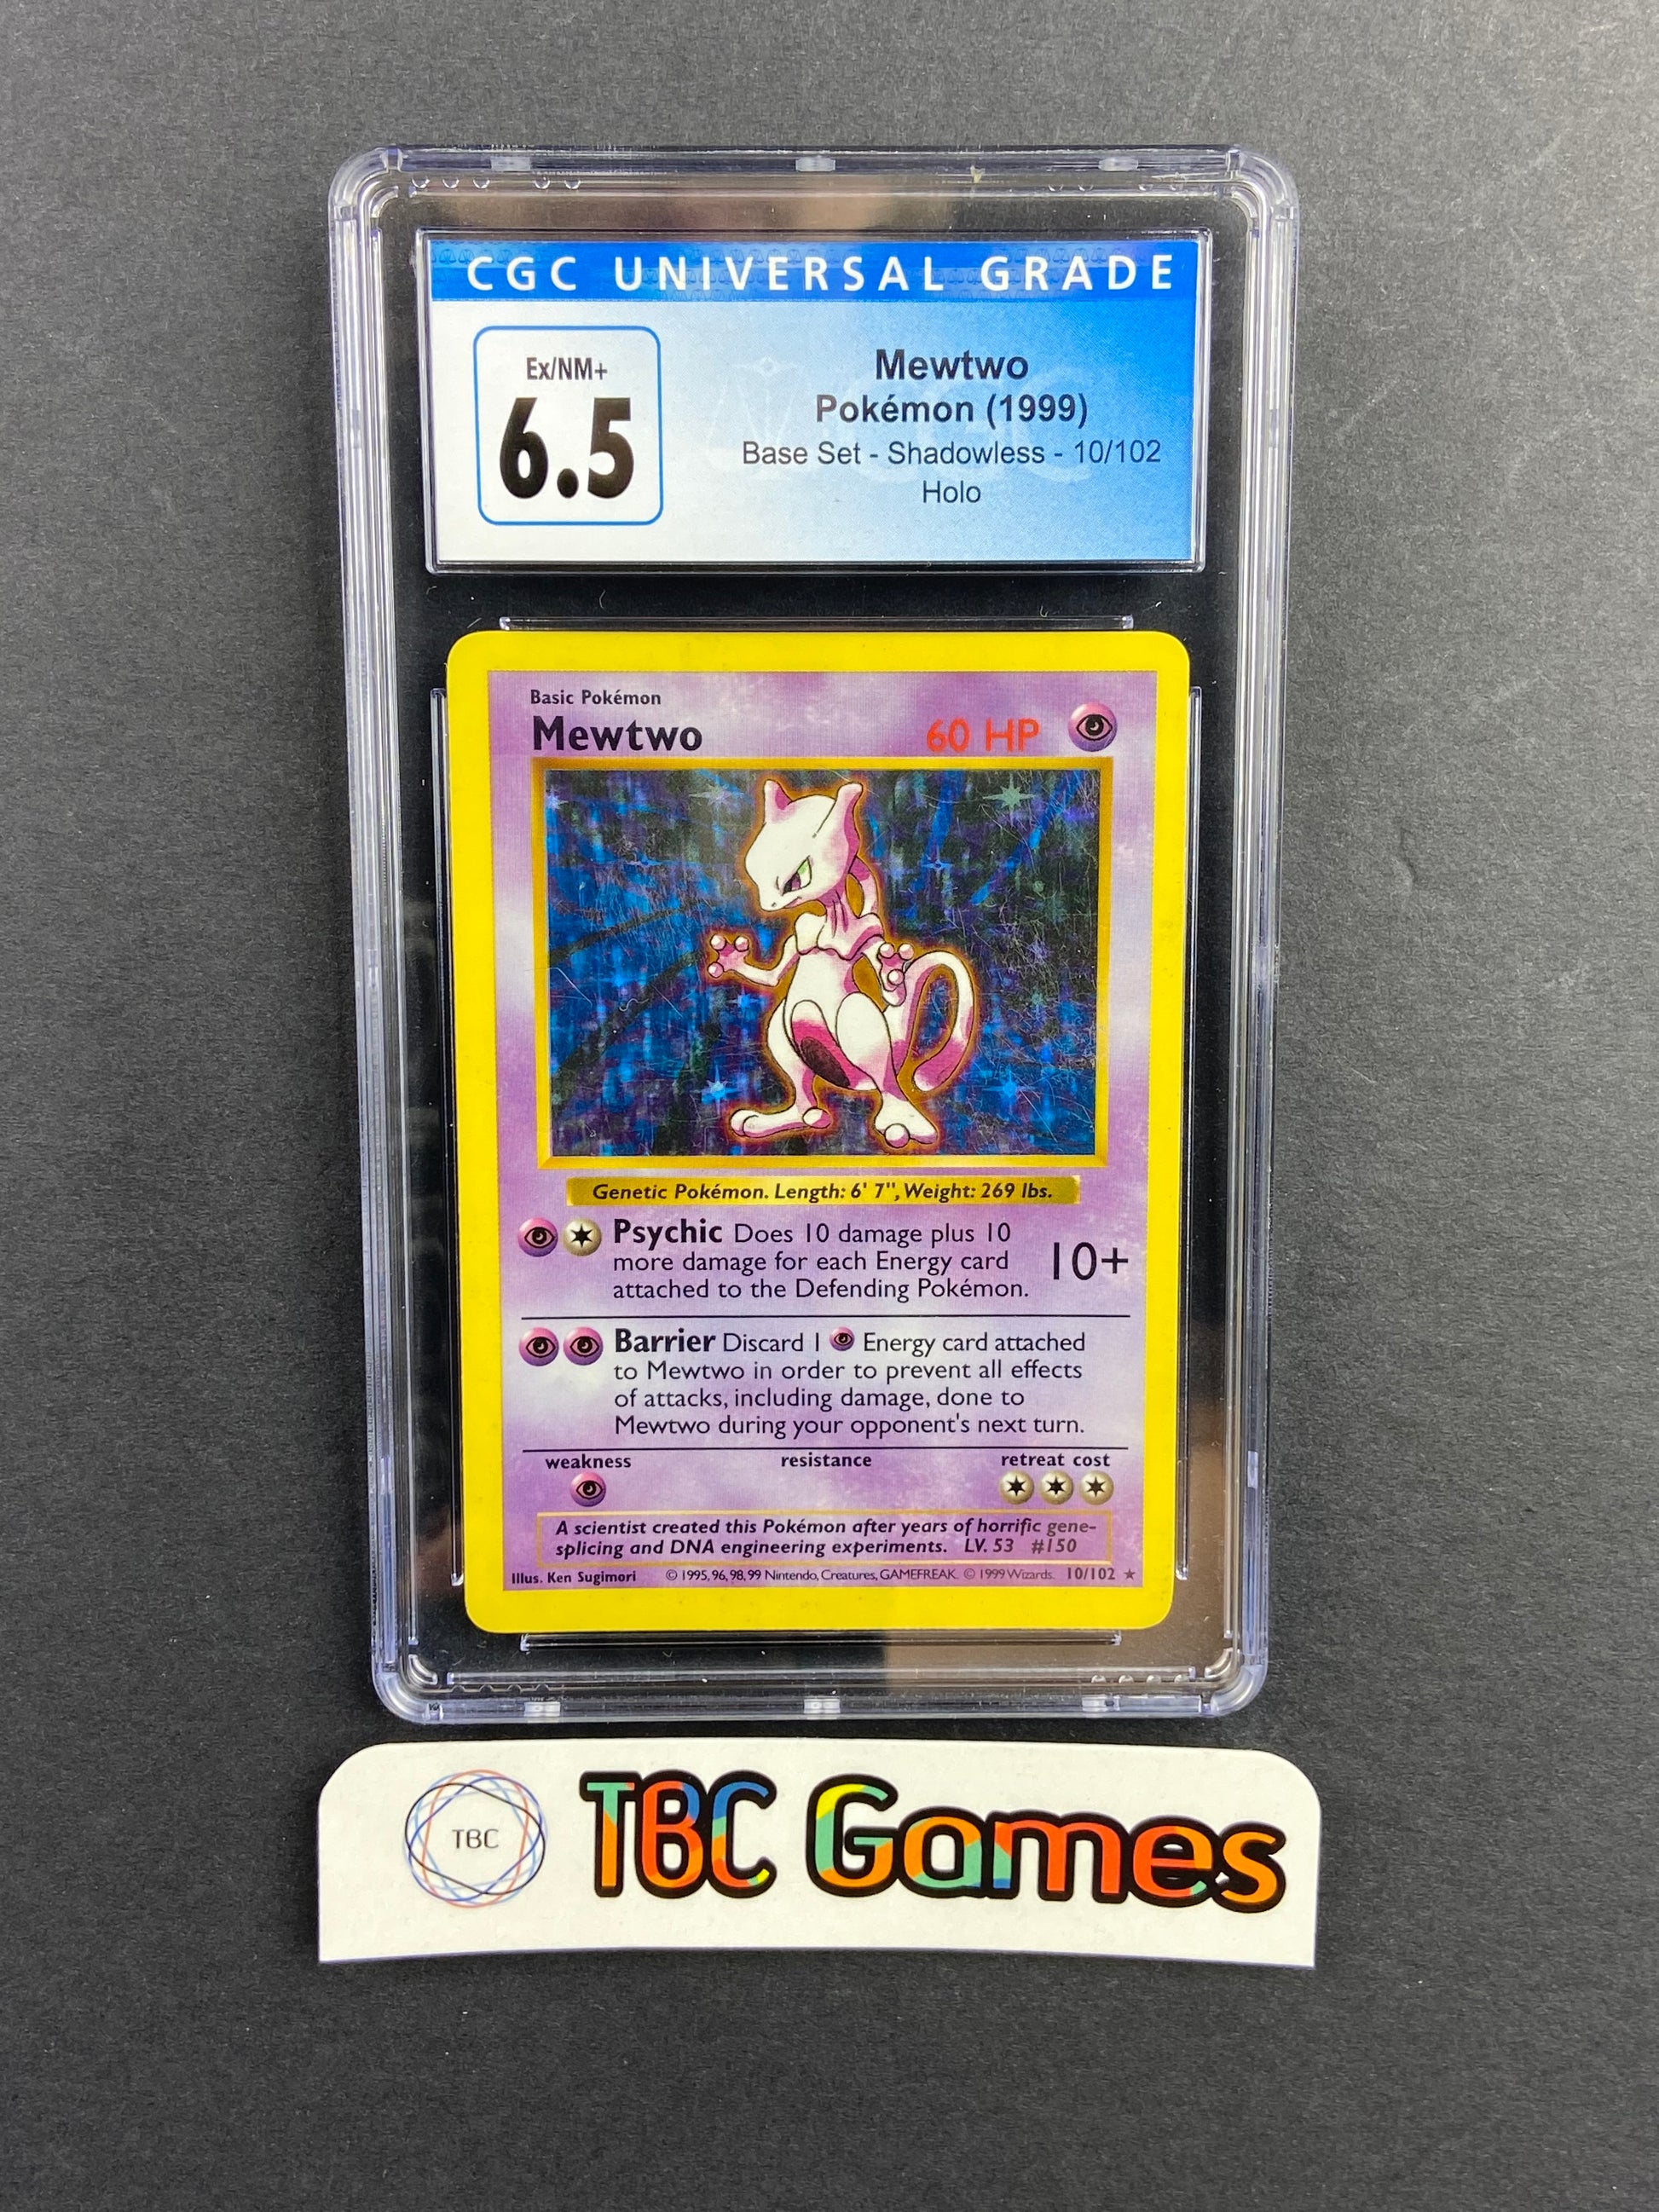 CGC UNIVERSAL GRADE
Ex/NM+
6.5
Mewtwo
Pokémon (1999)
Base Set - Shadowless - 10/102
Holo
Basic Pokémon
Mewtwo
60 HP
Genetic Pokémon. Length: 6' 7", Weight: 269 lbs.
Psychic Does 10 damage plus 10
more damage for each Energy card
attached to the Defending Pokémon.
10+
Barrier Discard 1 Energy card attached
to Mewtwo in order to prevent all effects
of attacks, including damage, done to
Mewtwo during your opponent's next turn.
weakness resistance retreat cost
A scientist created this Pokémon after years of horrific gene-
splicing and DNA engineering experiments. LV. 53 #150
Illus. Ken Sugimori © 1995, 96, 98, 99 Nintendo, Creatures, GAMEFREAK. © 1999 Wizards. 10/102
TBC
TBC Games